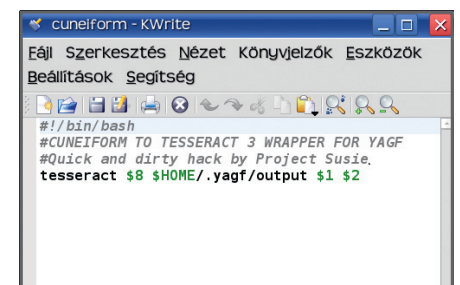 cuneiform - KWrite
Fájl Szerkesztés Nézet Könyvjelzők Eszközök
Beállítások Segítség
#!/bin/bash
#CUNEIFORM TO TESSERACT 3 WRAPPER FOR YAGF
#Quick and dirty hack by Project Susie.
tesseract $8 $HOME/.yagf/output $1 $2